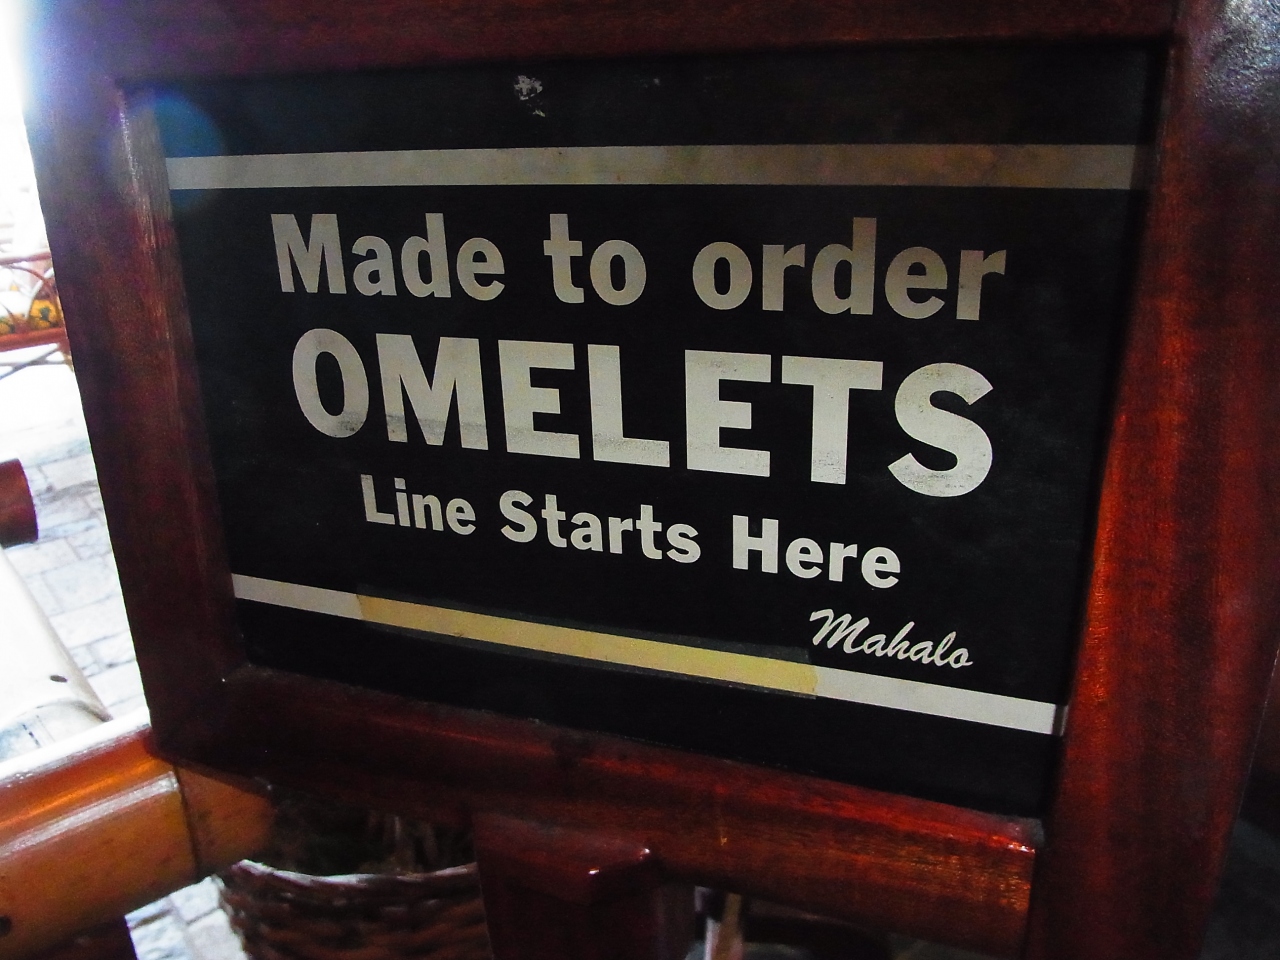 Made to order
OMELETS
Line Starts Here
Mahalo